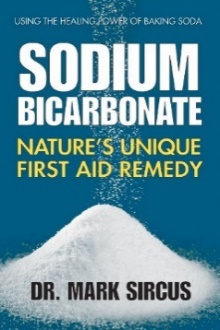 USING THE HEALING POWER OF BAKING SODA
SODIUM
BICARBONATE
NATURE'S UNIQUE
FIRST AID REMEDY
DR. MARK SIRCUS